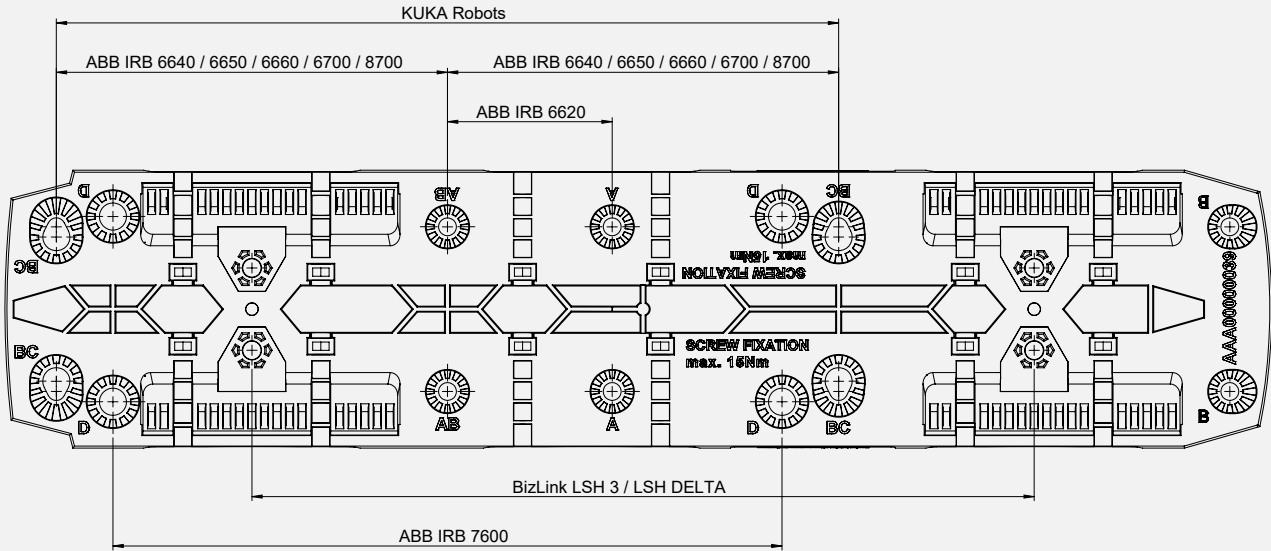 KUKA Robots
ABB IRB 6640 / 6650 / 6660 / 6700 / 8700
ABB IRB 6640 / 6650 / 6660 / 6700 / 8700
ABB IRB 6620
D
AB
A
D
BC
B
BC
max. 15Nm
SCREW FIXATION
AAA00000039
SCREW FIXATION
max. 15Nm
BC
D
AB
A
D
BC
B
BizLink LSH 3 / LSH DELTA
ABB IRB 7600